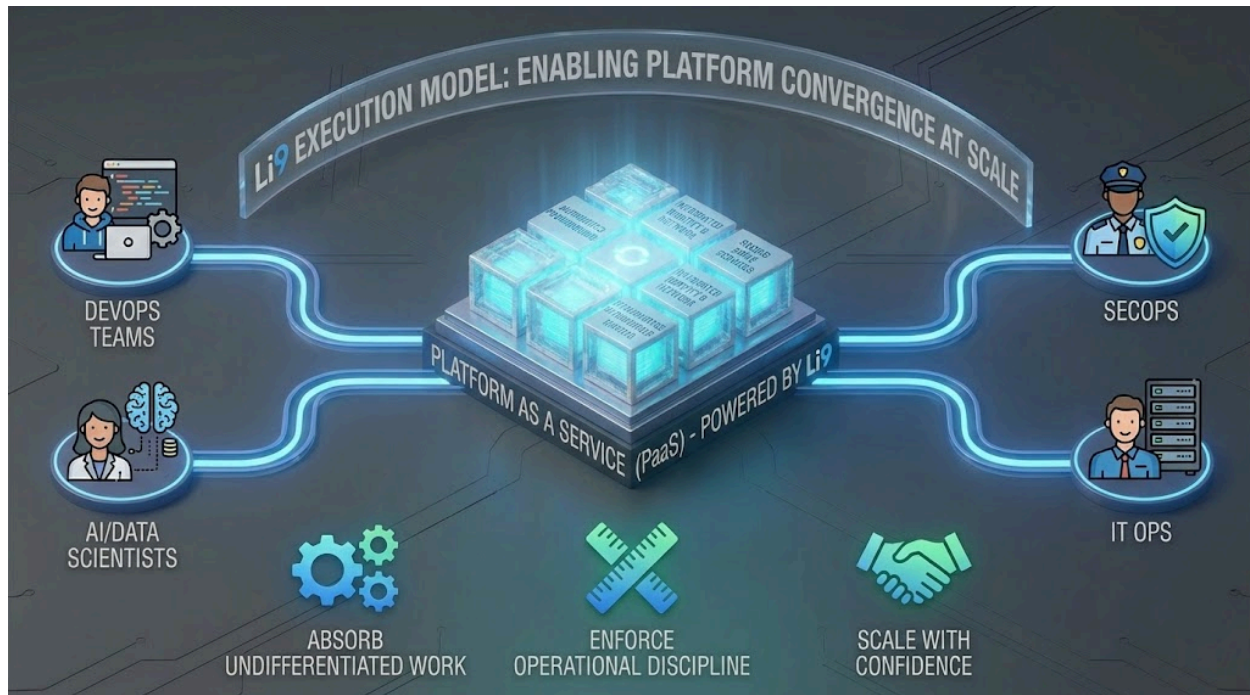 Li9 EXECUTION MODEL: ENABLING PLATFORM CONVERGENCE AT SCALE
DEVOPS
TEAMS
SECOPS
PLATFORM AS A SERVICE (PaaS) - POWERED BY Li9
AI/DATA
SCIENTISTS
IT OPS
ABSORB
UNDIFFERENTIATED WORK
ENFORCE
OPERATIONAL DISCIPLINE
SCALE WITH
CONFIDENCE